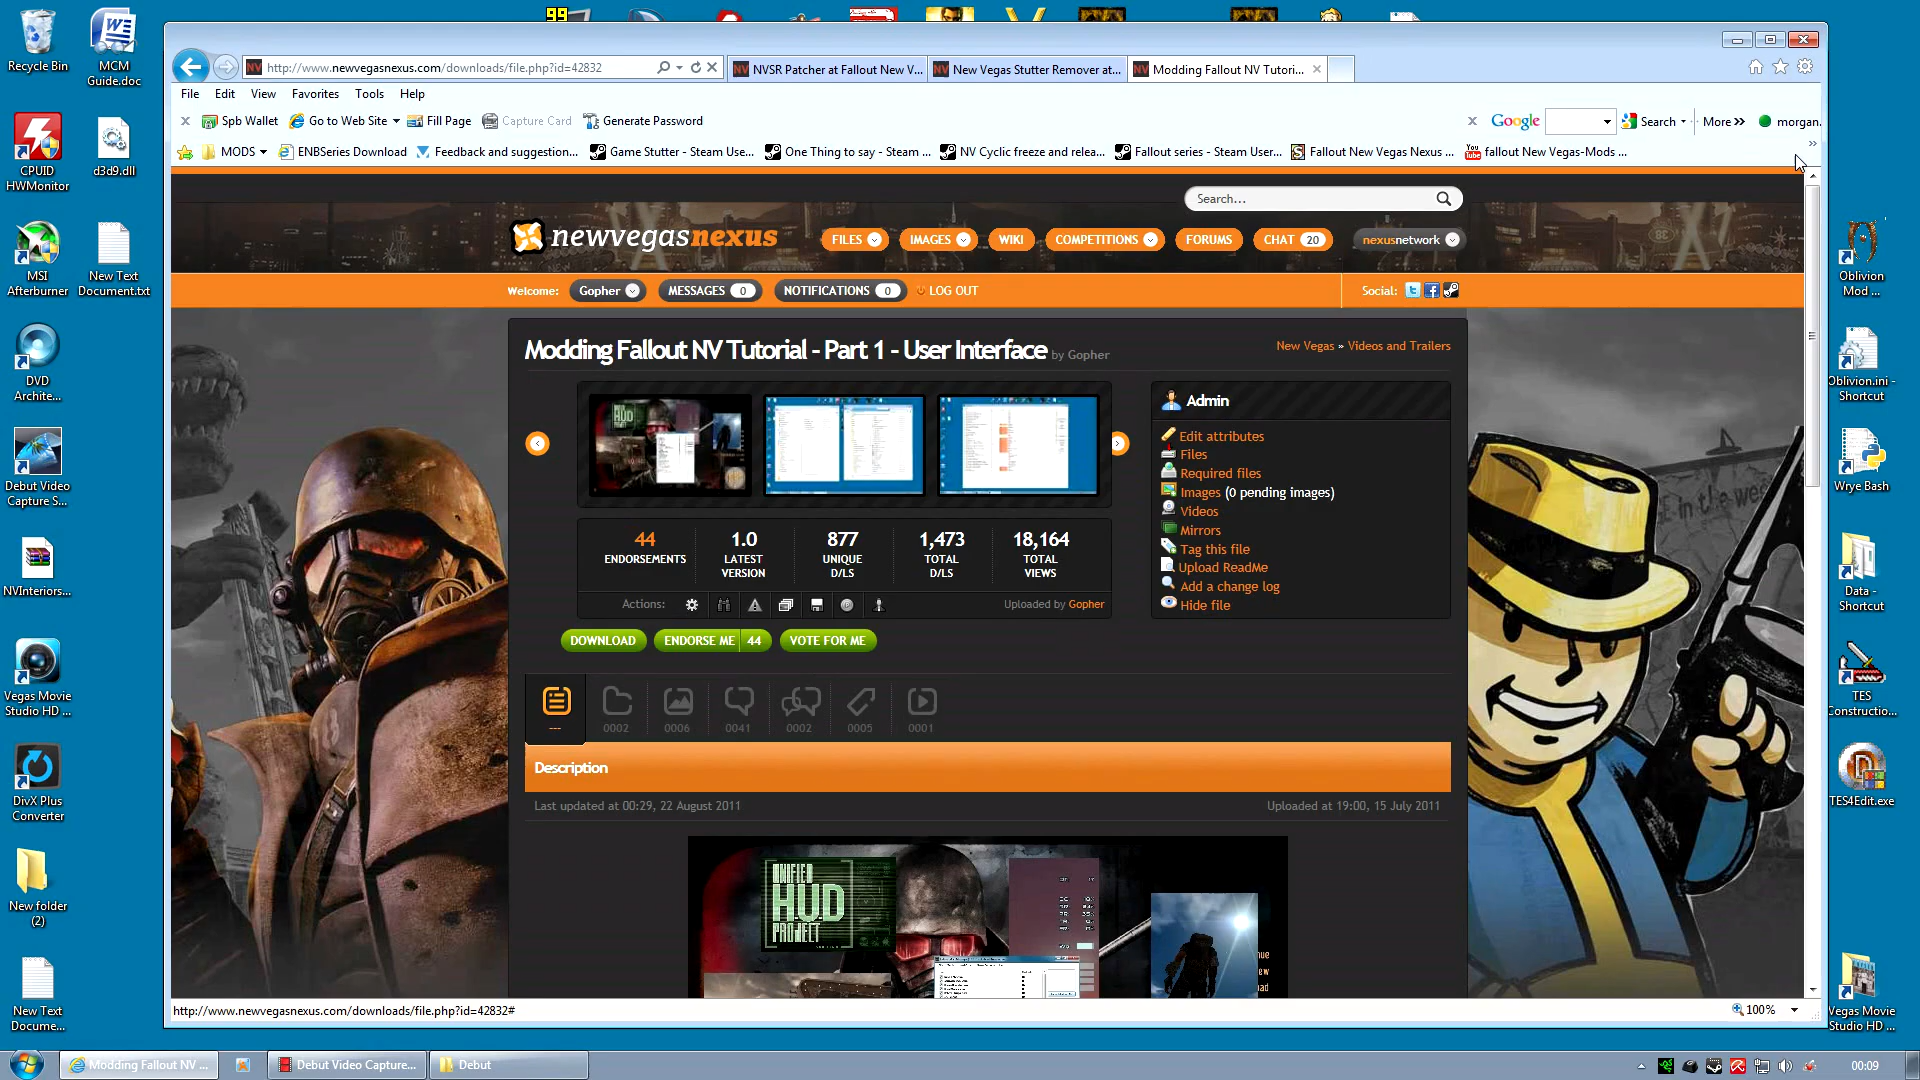 99
Recycle Bin
MCM
Guide.doc
CPUID
HWMonitor
d3d9.dll
MSI
Afterburner
New Text
Document.txt
DVD
Archite...
Debut Video
Capture S...
NVInteriors...
Vegas Movie
Studio HD ...
DivX Plus
Converter
New folder
(2)
New Text
Docume...
http://www.newvegasnexus.com/downloads/file.php?id=42832
NVSR Patcher at Fallout New V...
New Vegas Stutter Remover at...
Modding Fallout NV Tutori...
File Edit View Favorites Tools Help
Spb Wallet Go to Web Site Fill Page Capture Card Generate Password
Google Search More morgan.
MODS ENBSeries Download Feedback and suggestion... Game Stutter - Steam Use... One Thing to say - Steam ... NV Cyclic freeze and relea... Fallout series - Steam User... Fallout New Vegas Nexus ... fallout New Vegas-Mods ...
Search...
newvegasnexus
FILES IMAGES WIKI COMPETITIONS FORUMS CHAT 20 nexusnetwork
Welcome: Gopher MESSAGES 0 NOTIFICATIONS 0 LOG OUT Social:
Modding Fallout NV Tutorial - Part 1 - User Interface by Gopher
New Vegas » Videos and Trailers
HUD
Admin
Edit attributes
Files
Required files
Images (0 pending images)
Videos
Mirrors
Tag this file
Upload ReadMe
Add a change log
Hide file
44 1.0 877 1,473 18,164
ENDORSEMENTS LATEST UNIQUE TOTAL TOTAL
VERSION D/LS D/LS VIEWS
Actions: Uploaded by Gopher
DOWNLOAD ENDORSE ME 44 VOTE FOR ME
--- 0002 0006 0041 0002 0005 0001
Description
Last updated at 00:29, 22 August 2011 Uploaded at 19:00, 15 July 2011
UNIFIED
H.U.D
PROJECT
http://www.newvegasnexus.com/downloads/file.php?id=42832#
100%
Oblivion
Mod ...
Oblivion.ini -
Shortcut
Wrye Bash
Data -
Shortcut
TES
Constructio...
TES4Edit.exe
Vegas Movie
Studio HD ...
Modding Fallout NV ... Debut Video Capture... Debut 00:09